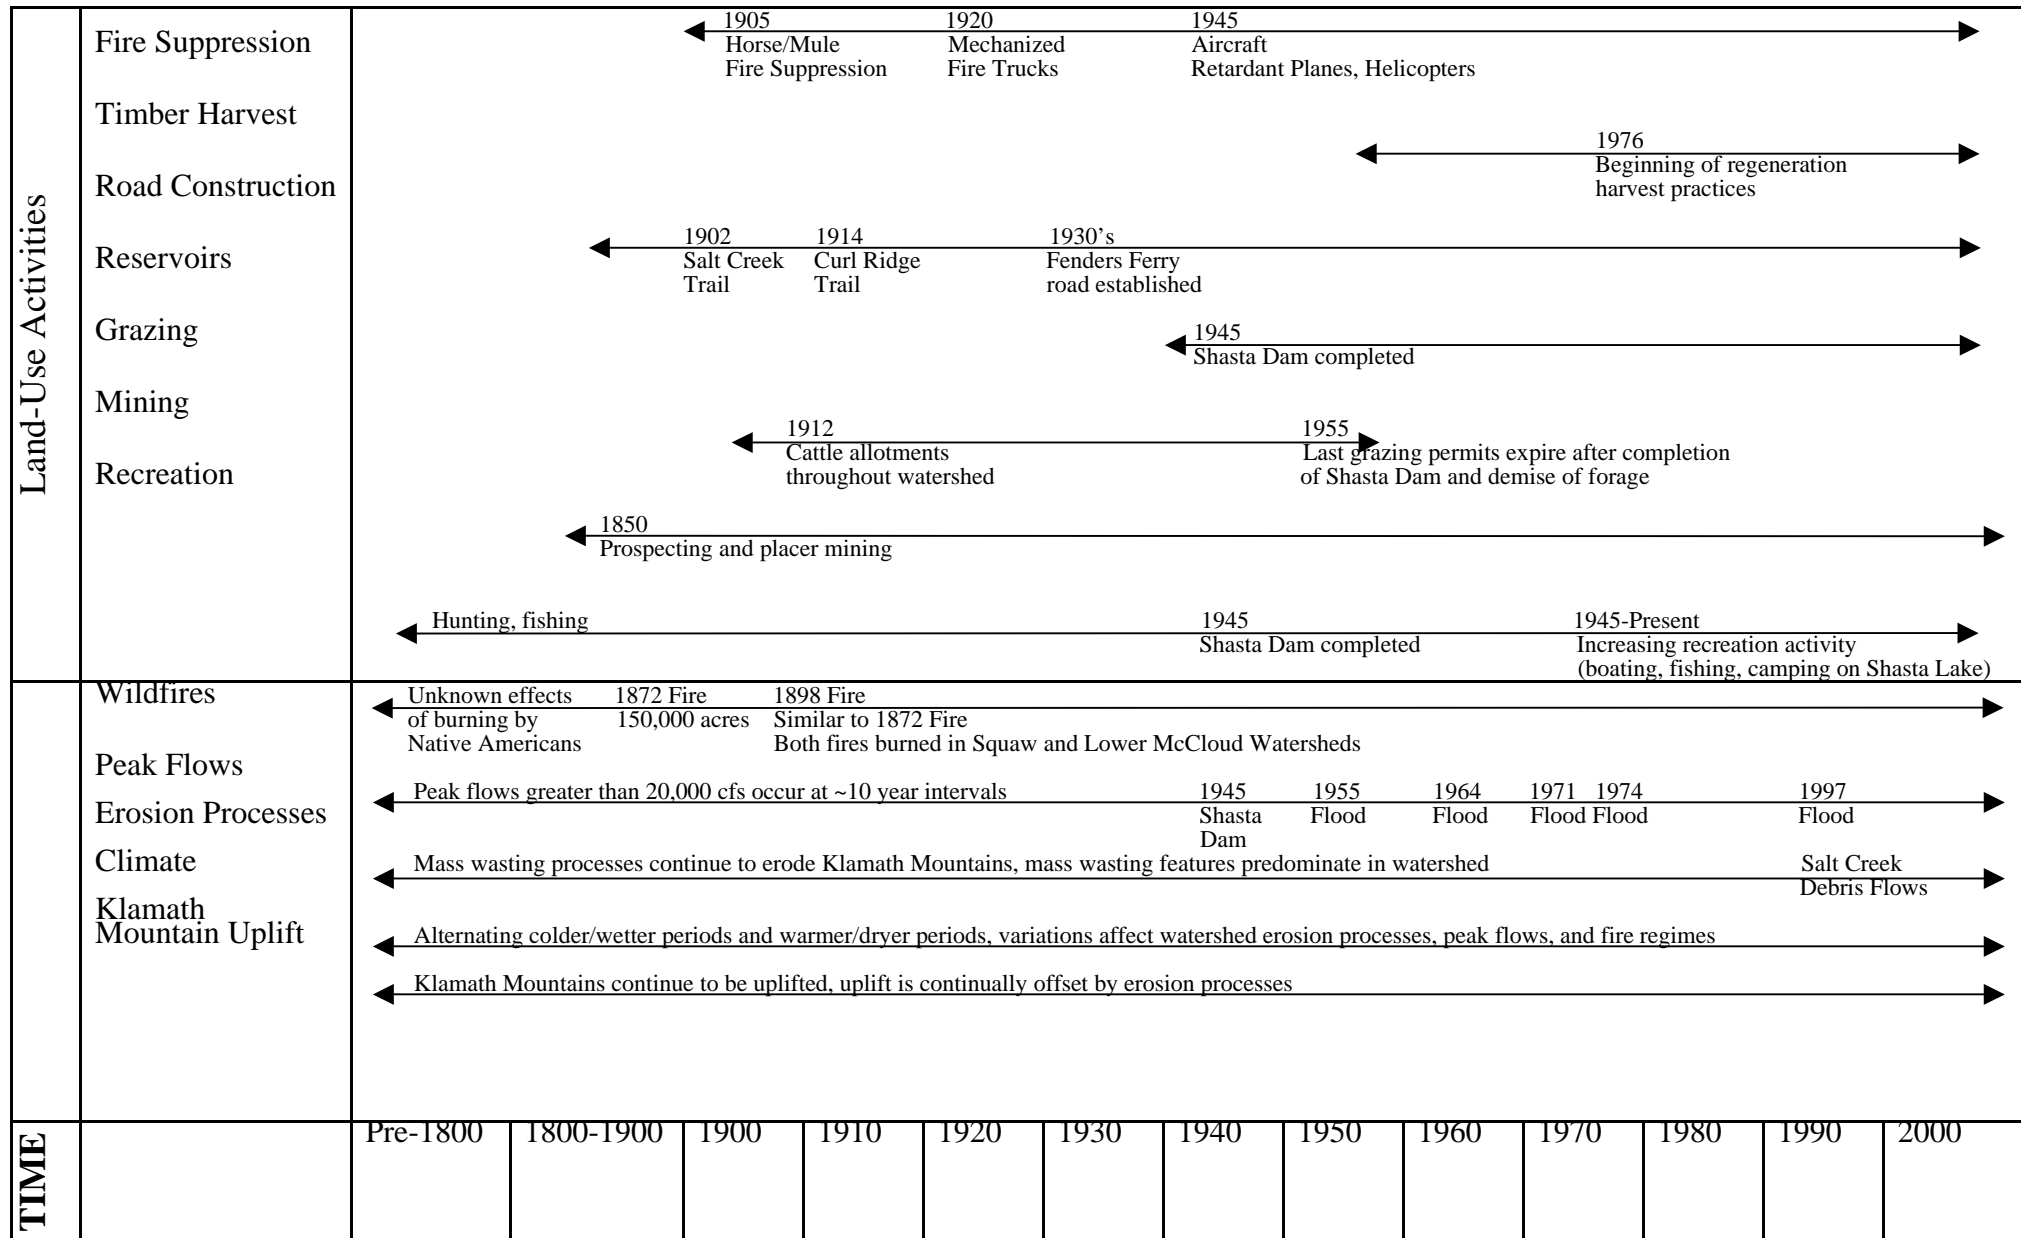 Land-Use Activities
Fire Suppression
Timber Harvest
Road Construction
Reservoirs
Grazing
Mining
Recreation
1905
Horse/Mule
Fire Suppression
1920
Mechanized
Fire Trucks
1945
Aircraft
Retardant Planes, Helicopters
1976
Beginning of regeneration
harvest practices
1902
Salt Creek
Trail
1914
Curl Ridge
Trail
1930's
Fenders Ferry
road established
1945
Shasta Dam completed
1912
Cattle allotments
throughout watershed
1955
Last grazing permits expire after completion
of Shasta Dam and demise of forage
1850
Prospecting and placer mining
Hunting, fishing
1945
Shasta Dam completed
1945-Present
Increasing recreation activity
(boating, fishing, camping on Shasta Lake)
Wildfires
Peak Flows
Erosion Processes
Climate
Klamath
Mountain Uplift
Unknown effects
of burning by
Native Americans
1872 Fire
150,000 acres
1898 Fire
Similar to 1872 Fire
Both fires burned in Squaw and Lower McCloud Watersheds
Peak flows greater than 20,000 cfs occur at ~10 year intervals
1945
Shasta
Dam
1955
Flood
1964
Flood
1971
Flood
1974
Flood
1997
Flood
Mass wasting processes continue to erode Klamath Mountains, mass wasting features predominate in watershed
Salt Creek
Debris Flows
Alternating colder/wetter periods and warmer/dryer periods, variations affect watershed erosion processes, peak flows, and fire regimes
Klamath Mountains continue to be uplifted, uplift is continually offset by erosion processes
TIME
Pre-1800
1800-1900
1900
1910
1920
1930
1940
1950
1960
1970
1980
1990
2000